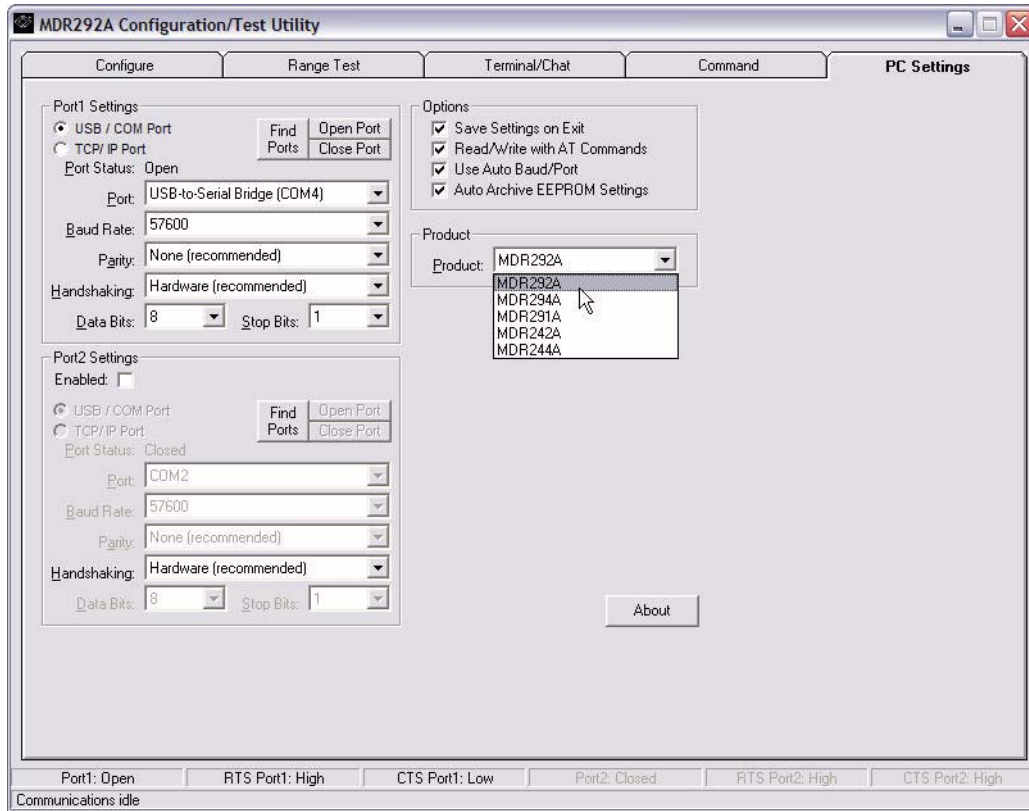 MDR292A Configuration/Test Utility
Configure Range Test Terminal/Chat Command PC Settings
Port1 Settings
USB / COM Port
TCP/ IP Port
Find Ports
Open Port
Close Port
Port Status: Open
Port: USB-to-Serial Bridge (COM4)
Baud Rate: 57600
Parity: None (recommended)
Handshaking: Hardware (recommended)
Data Bits: 8 Stop Bits: 1
Port2 Settings
Enabled:
USB / COM Port
TCP/ IP Port
Find Ports
Open Port
Close Port
Port Status: Closed
Port: COM2
Baud Rate: 57600
Parity: None (recommended)
Handshaking: Hardware (recommended)
Data Bits: 8 Stop Bits: 1
Options
Save Settings on Exit
Read/Write with AT Commands
Use Auto Baud/Port
Auto Archive EEPROM Settings
Product
Product: MDR292A
MDR292A
MDR294A
MDR291A
MDR242A
MDR244A
About
Port1: Open RTS Port1: High CTS Port1: Low Port2: Closed RTS Port2: High CTS Port2: High
Communications idle